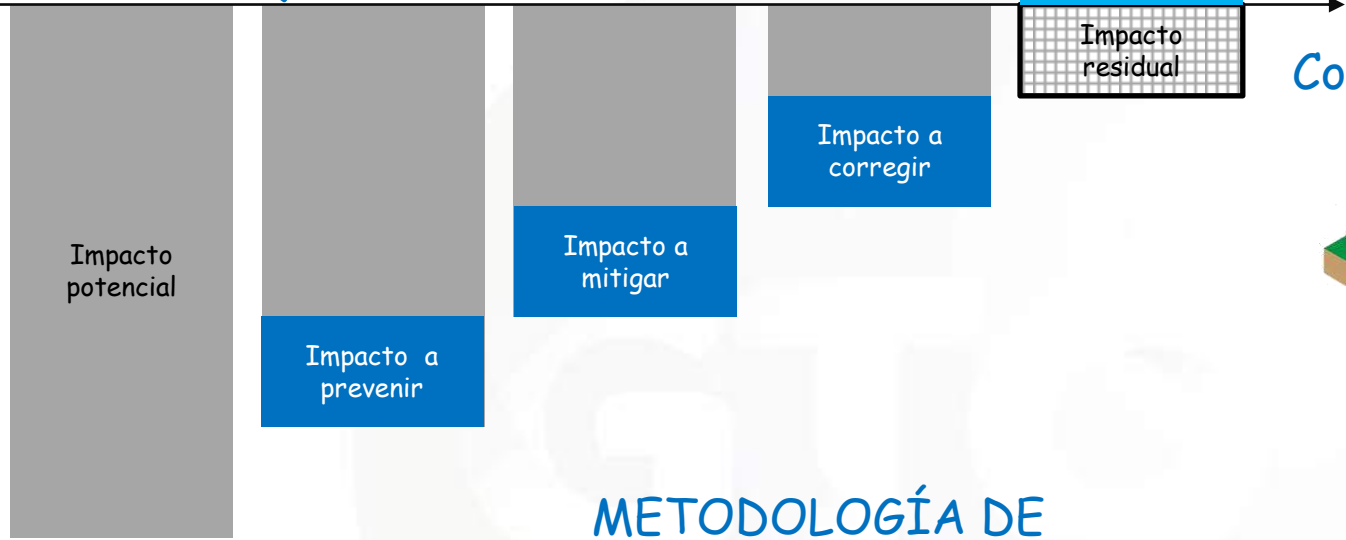 Impacto
residual
Co
Impacto a
corregir
Impacto a
mitigar
Impacto
potencial
Impacto a
prevenir
METODOLOGÍA DE